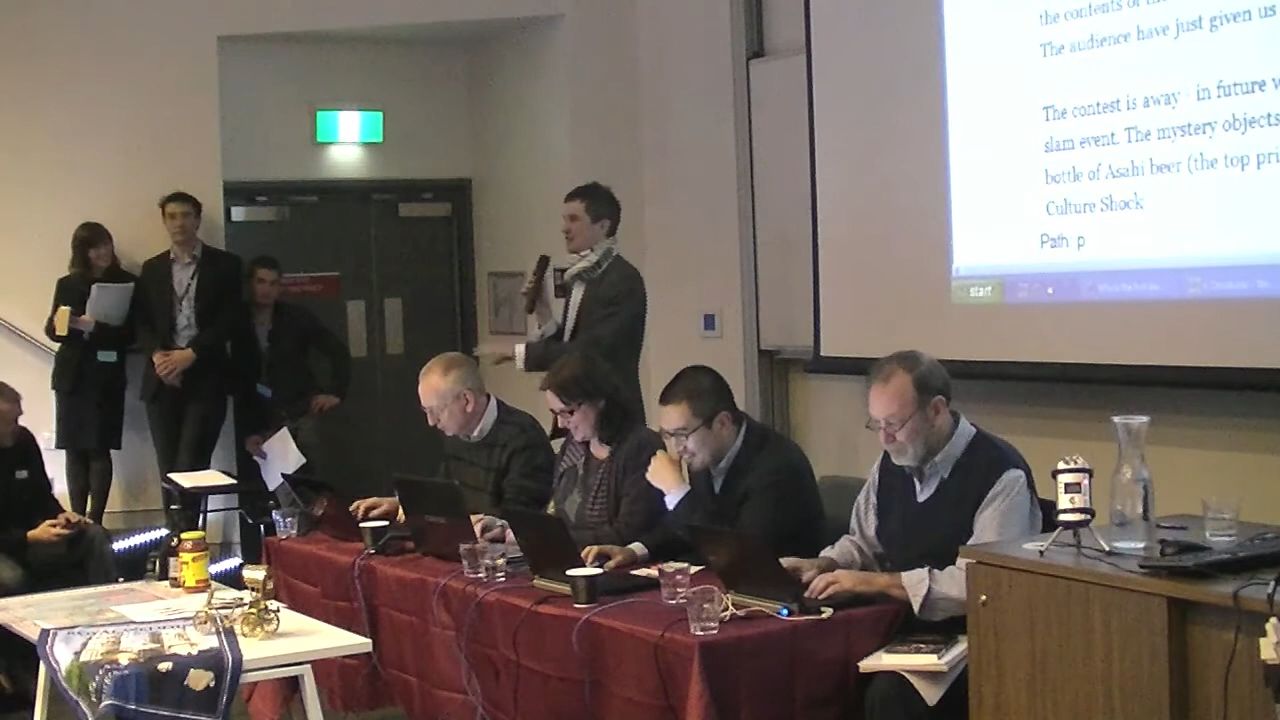 the contents of the
The audience have just given us
The contest is away - in future w
slam event. The mystery objects
bottle of Asahi beer (the top pri
Culture Shock
Path: p
start